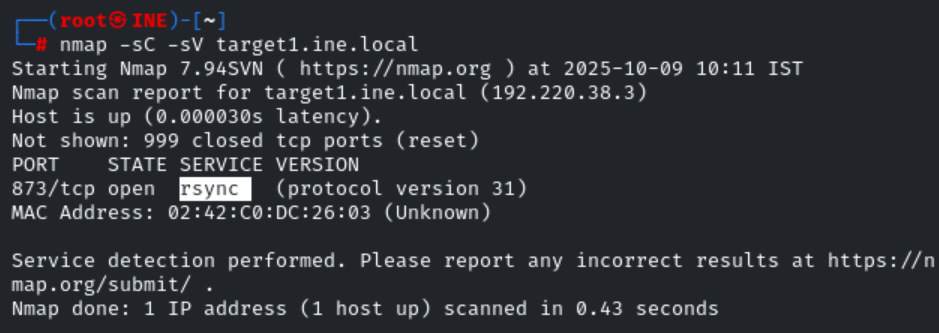 ┌──(root㉿INE)-[~]
└─# nmap -sC -sV target1.ine.local
Starting Nmap 7.94SVN ( https://nmap.org ) at 2025-10-09 10:11 IST
Nmap scan report for target1.ine.local (192.220.38.3)
Host is up (0.000030s latency).
Not shown: 999 closed tcp ports (reset)
PORT    STATE SERVICE VERSION
873/tcp open  rsync   (protocol version 31)
MAC Address: 02:42:C0:DC:26:03 (Unknown)

Service detection performed. Please report any incorrect results at https://n
map.org/submit/ .
Nmap done: 1 IP address (1 host up) scanned in 0.43 seconds